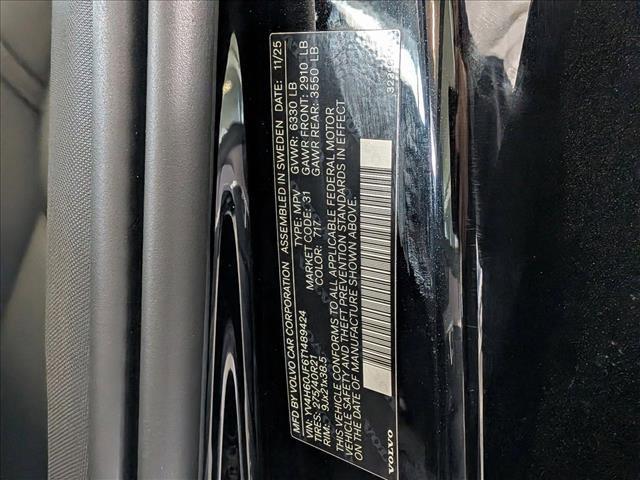 MFD BY VOLVO CAR CORPORATION ASSEMBLED IN SWEDEN DATE: 11/25
VIN: YV4H60JF6T1489424 TYPE: MPV GVWR: 6330 LB
TIRES: 275/40R21 MARKET CODE: 31 GAWR FRONT: 2910 LB
RIM: 9Jx21x38.5 COLOR: 717 GAWR REAR: 3550 LB
THIS VEHICLE CONFORMS TO ALL APPLICABLE FEDERAL MOTOR
VEHICLE SAFETY AND THEFT PREVENTION STANDARDS IN EFFECT
ON THE DATE OF MANUFACTURE SHOWN ABOVE.
VOLVO